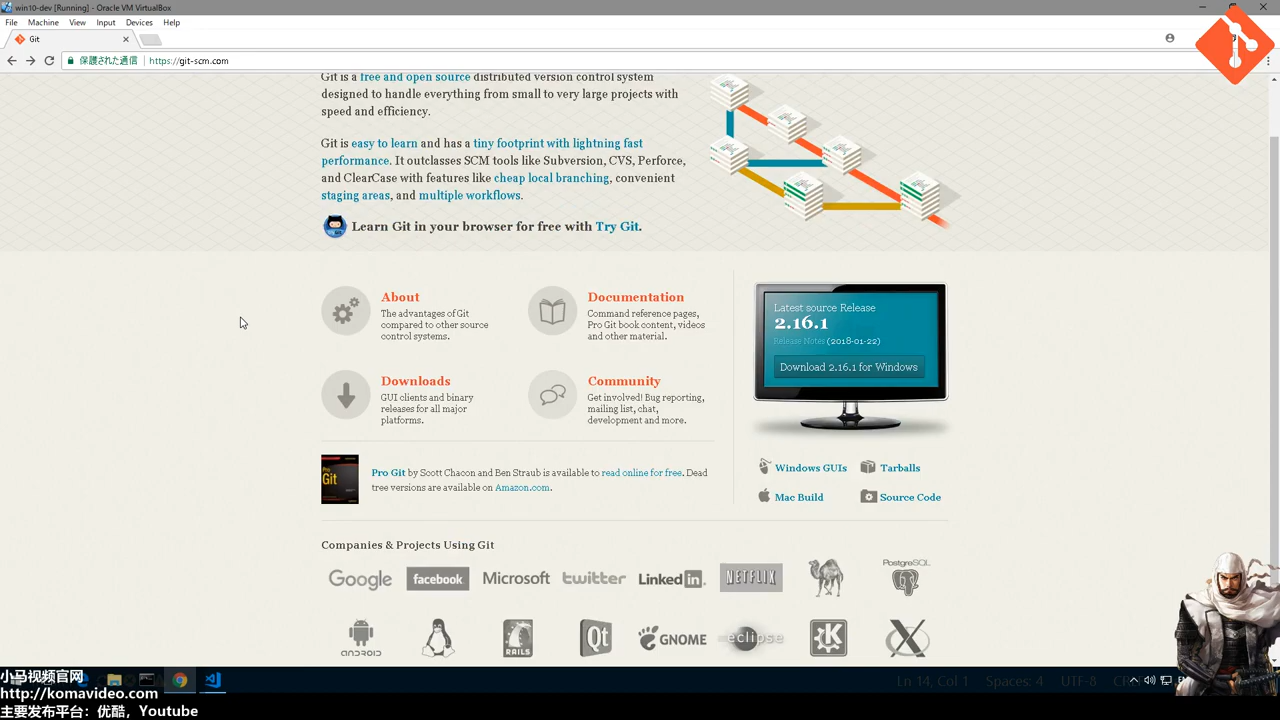 win10-dev [Running] - Oracle VM VirtualBox
File Machine View Input Devices Help
Git
保護された通信 https://git-scm.com
Git is a free and open source distributed version control system
designed to handle everything from small to very large projects with
speed and efficiency.
Git is easy to learn and has a tiny footprint with lightning fast
performance. It outclasses SCM tools like Subversion, CVS, Perforce,
and ClearCase with features like cheap local branching, convenient
staging areas, and multiple workflows.
Learn Git in your browser for free with Try Git.
About
The advantages of Git
compared to other source
control systems.
Documentation
Command reference pages,
Pro Git book content, videos
and other material.
Downloads
GUI clients and binary
releases for all major
platforms.
Community
Get involved! Bug reporting,
mailing list, chat,
development and more.
Latest source Release
2.16.1
Release Notes (2018-01-22)
Download 2.16.1 for Windows
Windows GUIs
Tarballs
Mac Build
Source Code
Pro
Git
Pro Git by Scott Chacon and Ben Straub is available to read online for free. Dead
tree versions are available on Amazon.com.
Companies & Projects Using Git
Google facebook Microsoft twitter Linked in. NETFLIX PostgreSQL
ANDROID RAILS Qt GNOME eclipse K X
小马视频官网
http://komavideo.com
主要发布平台：优酷，Youtube
Ln 14, Col 1 Spaces: 4 UTF-8